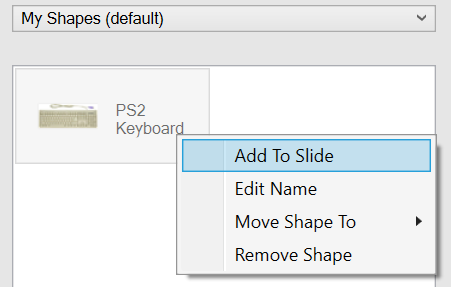 My Shapes (default)
PS2
Keyboard
Add To Slide
Edit Name
Move Shape To
Remove Shape